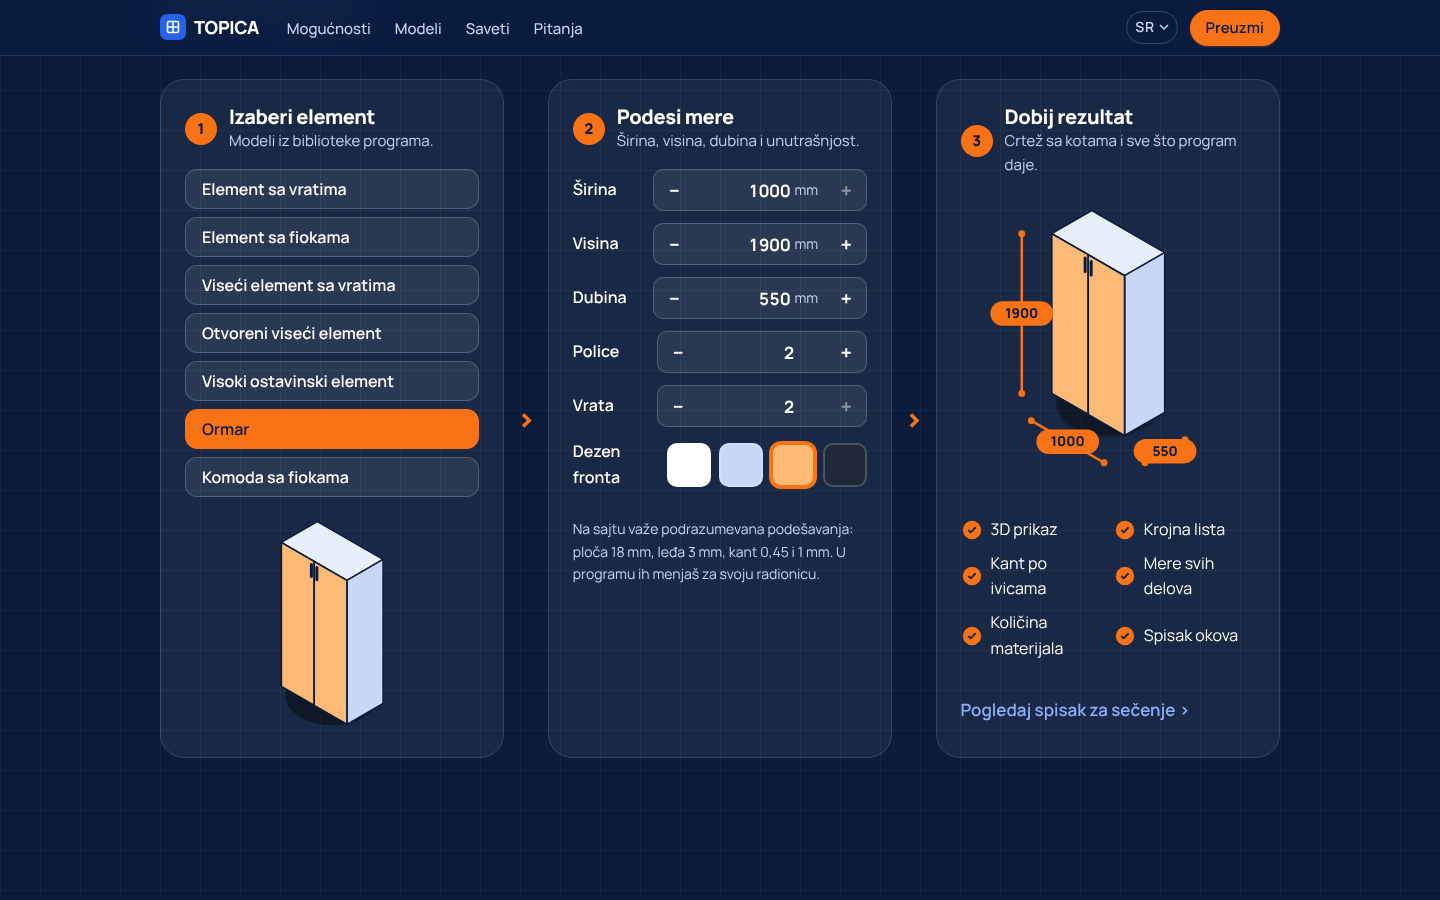 TOPICA
Mogućnosti
Modeli
Saveti
Pitanja
SR
Preuzmi
1
Izaberi element
Modeli iz biblioteke programa.
Element sa vratima
Element sa fiokama
Viseći element sa vratima
Otvoreni viseći element
Visoki ostavinski element
Ormar
Komoda sa fiokama
2
Podesi mere
Širina, visina, dubina i unutrašnjost.
Širina
− 1000 mm +
Visina
− 1900 mm +
Dubina
− 550 mm +
Police
− 2 +
Vrata
− 2 +
Dezen
fronta
Na sajtu važe podrazumevana podešavanja:
ploča 18 mm, leđa 3 mm, kant 0,45 i 1 mm. U
programu ih menjaš za svoju radionicu.
3
Dobij rezultat
Crtež sa kotama i sve što program
daje.
1900
1000
550
3D prikaz
Krojna lista
Kant po
ivicama
Mere svih
delova
Količina
materijala
Spisak okova
Pogledaj spisak za sečenje ›